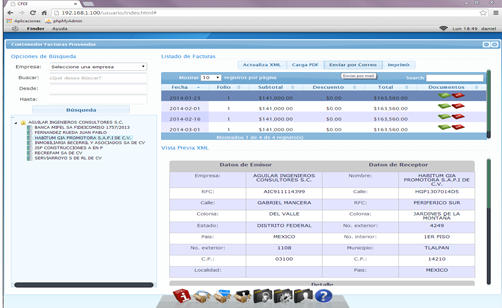 CFDI
192.168.1.100/usuario/index.html#
Aplicaciones phpMyAdmin
Finder Ayuda Lun 18:49 daniel
Contenedor Facturas Proveedor
Opciones de Búsqueda
Empresa: Seleccione una empresa
Buscar: ¿Qué desea Buscar?
Desde:
Hasta:
Búsqueda
AGUILAR INGENIEROS CONSULTORES S.C.
BANCA MIFEL SA FIDEICOMISO 1757/2013
FERNANDEZ RUEDA JUAN PABLO
HABITUM GIA PROMOTORA S.A.P.I DE C.V.
INMOBILIARIA BECERRIL Y ASOCIADOS SA DE CV
JSP CONSTRUCCIONES A EN P
RECREFAM SA DE CV
SERVIARROYO S DE RL DE CV
Listado de Facturas
Actualiza XML Carga PDF Enviar por Correo Imprimir
Enviar por mail
Mostrar 10 registros por página Search:
Fecha Folio Subtotal Descuento Total Documentos
2014-01-23 1 $141,000.00 $0.00 $163,560.00
2014-02-01 1 $141,000.00 $0.00 $163,560.00
2014-02-18 1 $141,000.00 $0.00 $163,560.00
2014-03-01 1 $141,000.00 $0.00 $163,560.00
Mostrados 1 de 4 de 4 registro(s)
Vista Previa XML
Datos de Emisor Datos de Receptor
Empresa: AGUILAR INGENIEROS CONSULTORES S.C. Nombre: HABITUM GIA PROMOTORA S.A.P.I DE C.V.
RFC: AIC911114399 Calle: HGP1307014D5
Calle: GABRIEL MANCERA RFC: PERIFERICO SUR
Colonia: DEL VALLE Colonia: JARDINES DE LA MONTAÑA
Estado: DISTRITO FEDERAL No. exterior: 4249
Pais: MEXICO No. interior: 1ER PISO
No. exterior: 1108 Municipio: TLALPAN
C.P.: 03100 C.P.: 14210
Localidad: Pais: MEXICO
Detalle